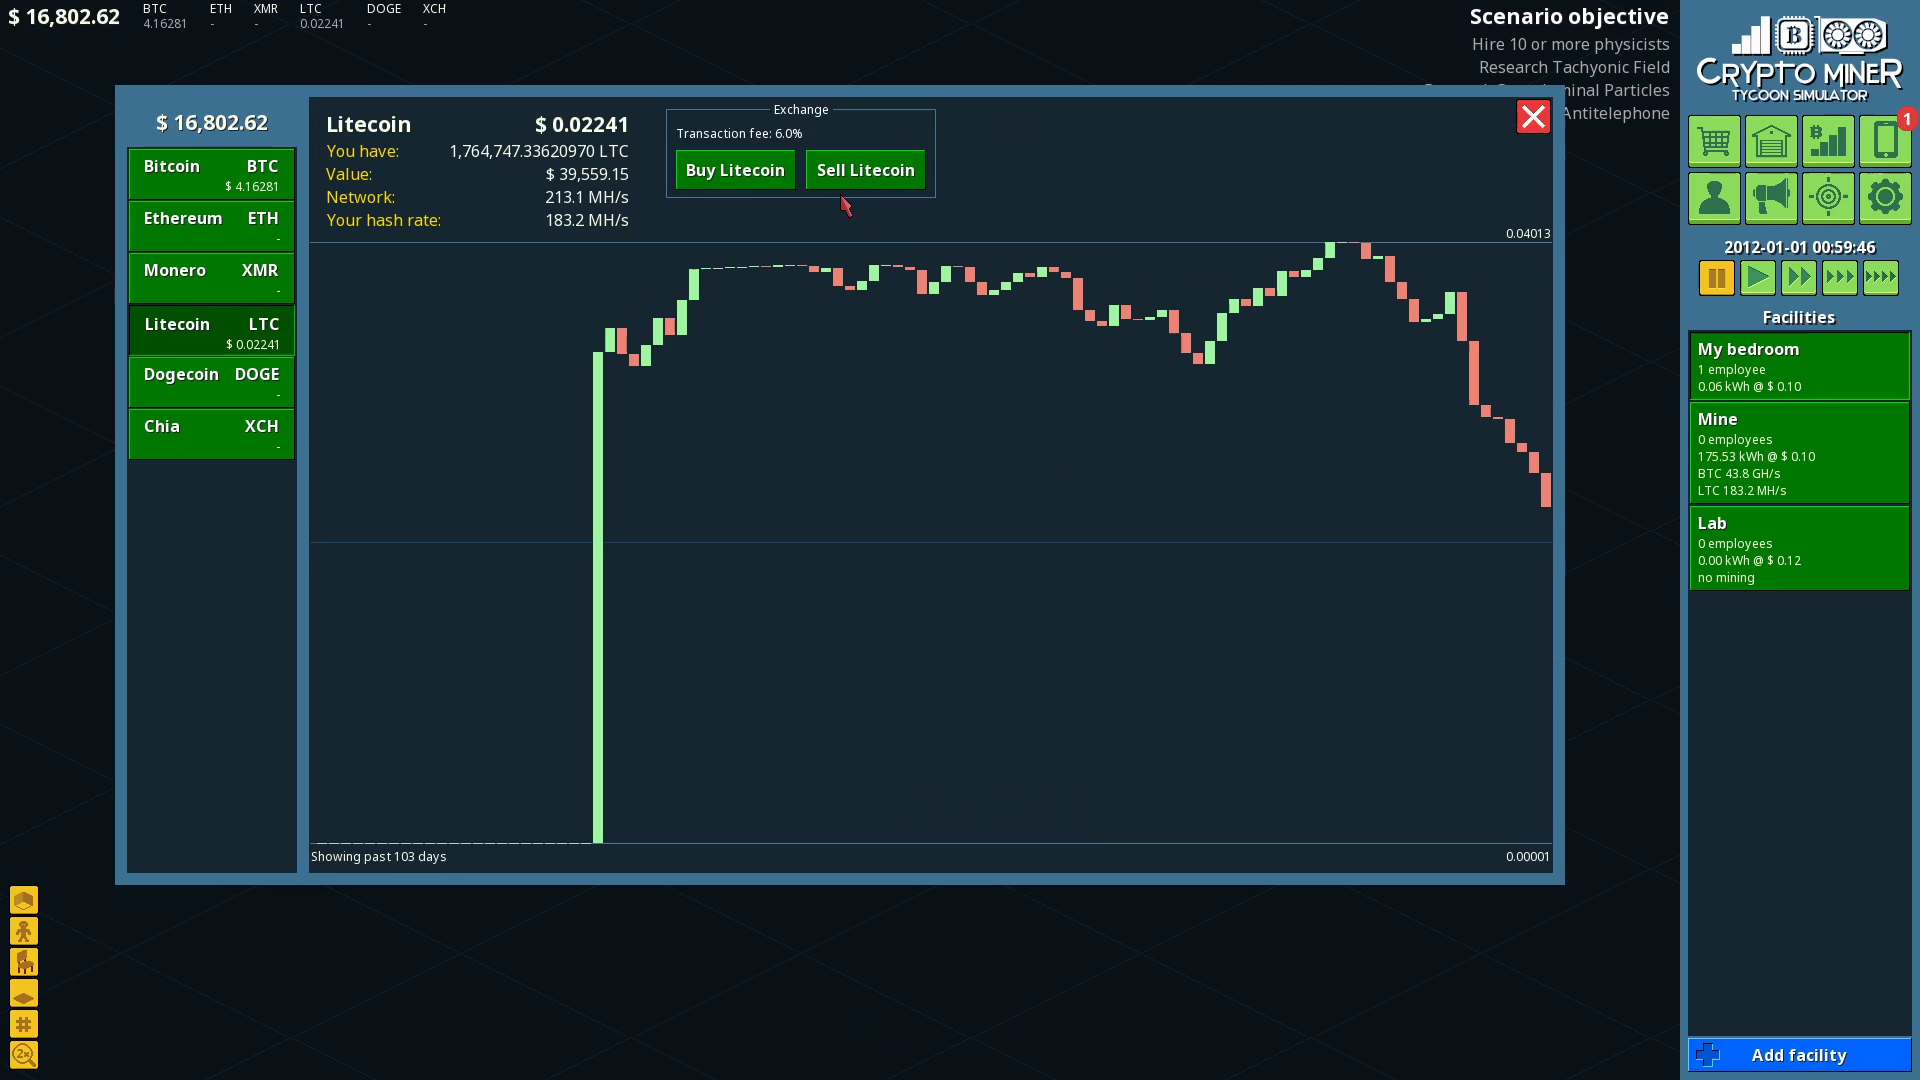 $ 16,802.62
BTC ETH XMR LTC DOGE XCH
4.16281 - - 0.02241 - -
Scenario objective
Hire 10 or more physicists
Research Tachyonic Field
minal Particles
Antitelephone
$ 16,802.62
Bitcoin BTC
$ 4.16281
Ethereum ETH
-
Monero XMR
-
Litecoin LTC
$ 0.02241
Dogecoin DOGE
-
Chia XCH
-
Litecoin $ 0.02241
You have: 1,764,747.33620970 LTC
Value: $ 39,559.15
Network: 213.1 MH/s
Your hash rate: 183.2 MH/s
Exchange
Transaction fee: 6.0%
Buy Litecoin Sell Litecoin
0.04013
Showing past 103 days
0.00001
CRYPTO MINER
TYCOON SIMULATOR
1
2012-01-01 00:59:46
Facilities
My bedroom
1 employee
0.06 kWh @ $ 0.10
Mine
0 employees
175.53 kWh @ $ 0.10
BTC 43.8 GH/s
LTC 183.2 MH/s
Lab
0 employees
0.00 kWh @ $ 0.12
no mining
Add facility
2x